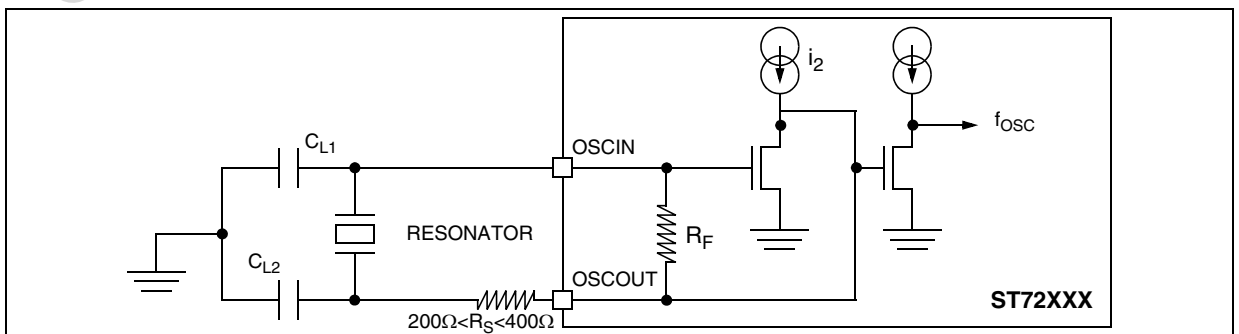 i2
fOSC
CL1
OSCIN
RESONATOR
RF
CL2
OSCOUT
200Ω<RS<400Ω
ST72XXX